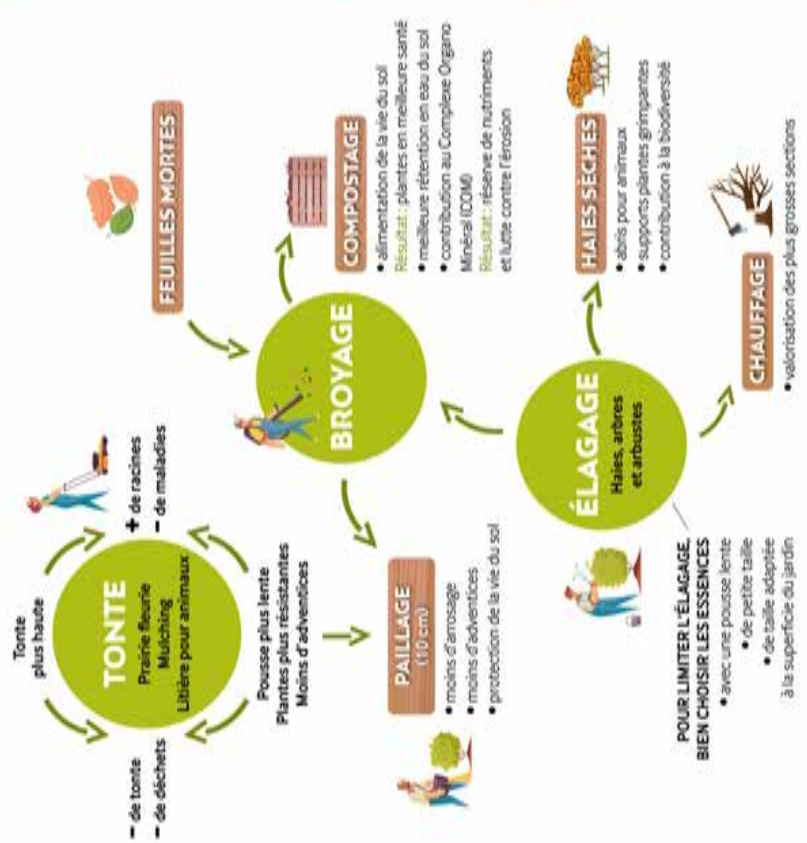 Tonte
plus haute
TONTE
Prairie fleurie
Mulching
Litière pour animaux
− de tonte
− de déchets
+ de racines
− de maladies
Pousse plus lente
Plantes plus résistantes
Moins d'adventices
FEUILLES MORTES
BROYAGE
COMPOSTAGE
• alimentation de la vie du sol
Résultat : plantes en meilleure santé
• meilleure rétention en eau du sol
• contribution au Complexe Organo
Minéral (COM)
Résultat : réserve de nutriments
et lutte contre l'érosion
PAILLAGE
(10 cm)
• moins d'arrosage
• moins d'adventices
• protection de la vie du sol
ÉLAGAGE
Haies, arbres
et arbustes
HAIES SÈCHES
• abris pour animaux
• supports plantes grimpantes
• contribution à la biodiversité
CHAUFFAGE
• valorisation des plus grosses sections
POUR LIMITER L'ÉLAGAGE,
BIEN CHOISIR LES ESSENCES
• avec une pousse lente
• de petite taille
• de taille adaptée
à la superficie du jardin